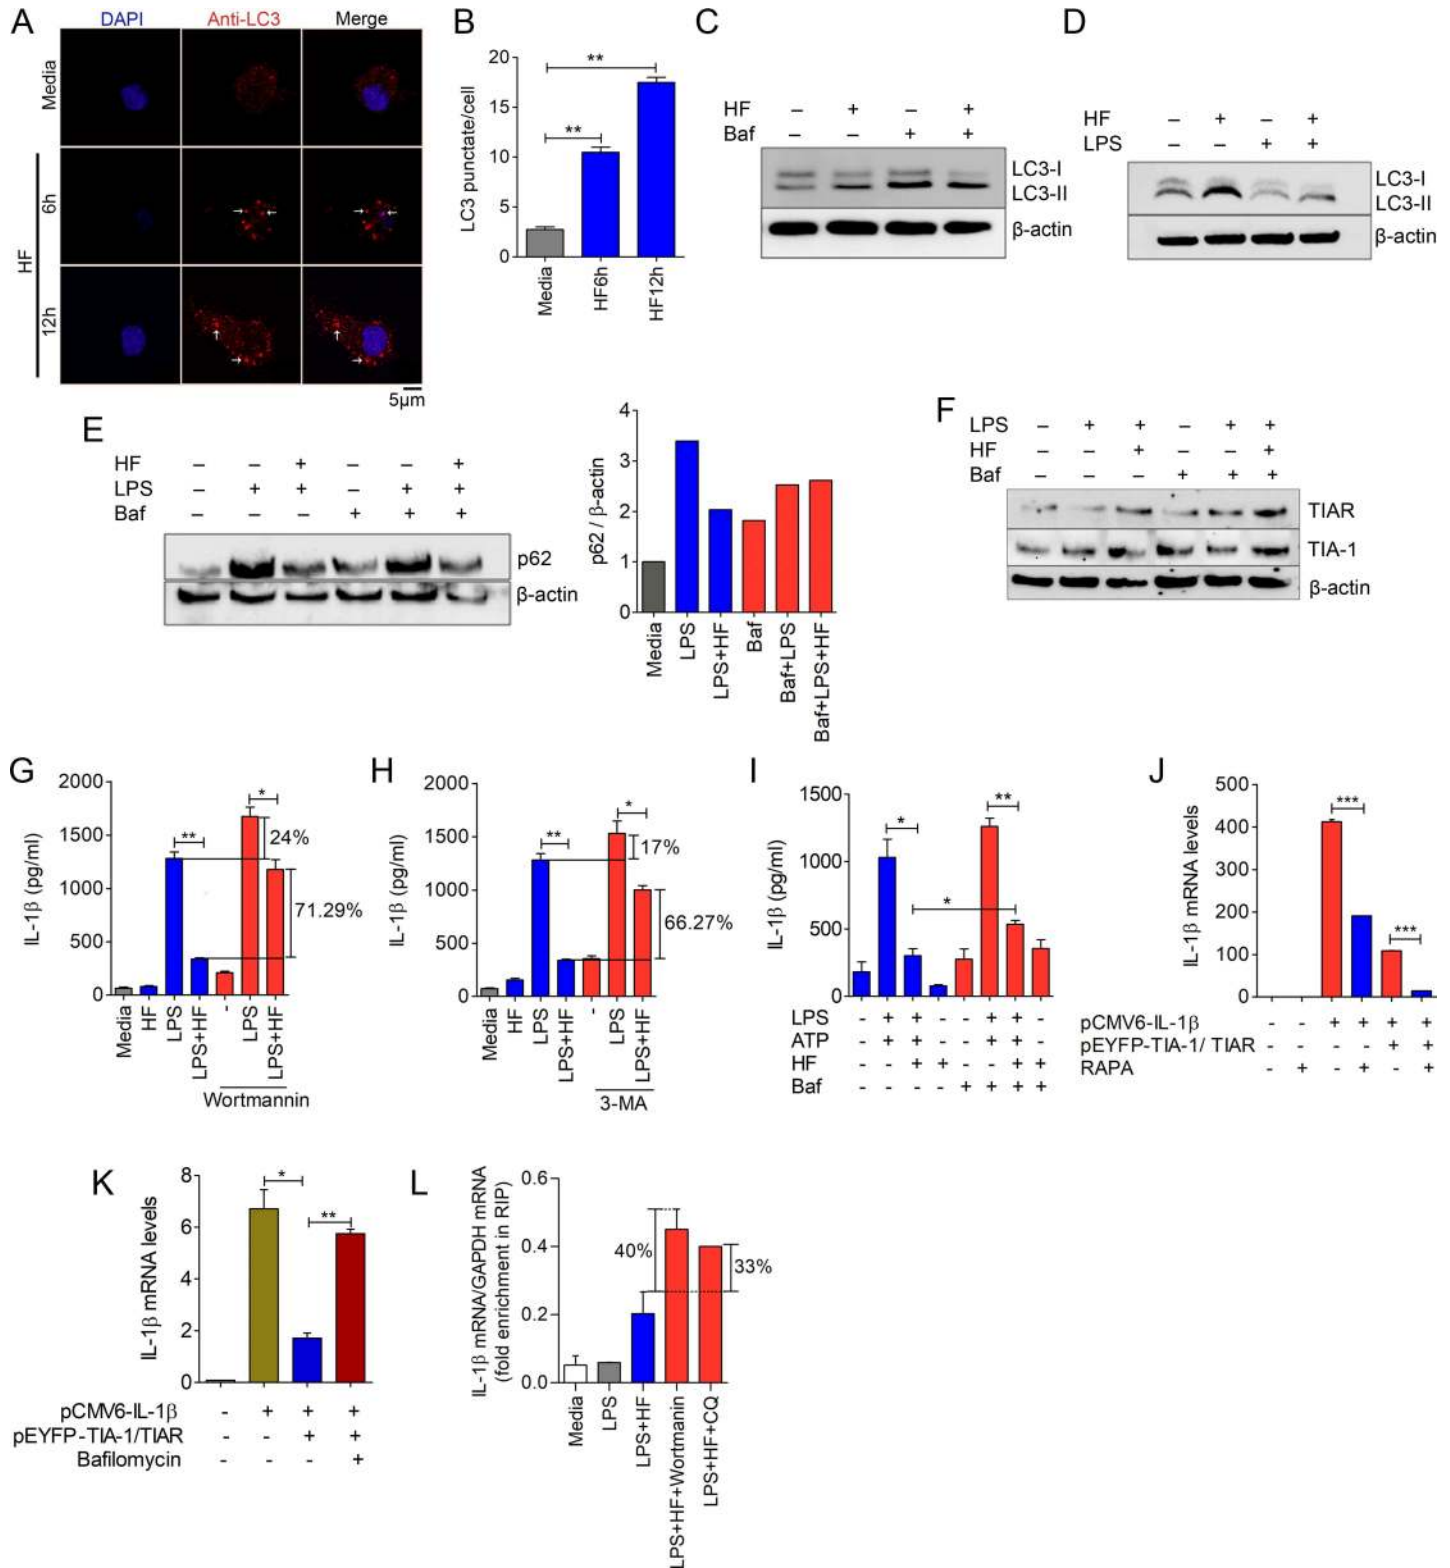 A
DAPI Anti-LC3 Merge
Media
HF
6h
12h
5µm
B
LC3 punctate/cell
20
15
10
5
0
** **
Media HF6h HF12h
C
HF – + – +
Baf – – + +
LC3-I
LC3-II
β-actin
D
HF – + – +
LPS – – + +
LC3-I
LC3-II
β-actin
E
HF – – + – – +
LPS – + + – + +
Baf – – – + + +
p62
β-actin
p62 / β-actin
4
3
2
1
0
Media LPS LPS+HF Baf Baf+LPS Baf+LPS+HF
F
LPS – + + – + +
HF – – + – – +
Baf – – – + + +
TIAR
TIA-1
β-actin
G
IL-1β (pg/ml)
2000
1500
1000
500
0
** *
24%
71.29%
Media HF LPS LPS+HF - LPS LPS+HF
Wortmannin
H
IL-1β (pg/ml)
2000
1500
1000
500
0
** *
17%
66.27%
Media HF LPS LPS+HF - LPS LPS+HF
3-MA
I
IL-1β (pg/ml)
1500
1000
500
0
* ** *
LPS - + + - - + + -
ATP - + + - - + + -
HF - - + + - - + +
Baf - - - - + + + +
J
IL-1β mRNA levels
500
400
300
200
100
0
*** ***
pCMV6-IL-1β - - + + + +
pEYFP-TIA-1/ TIAR - - - - + +
RAPA - + - + - +
K
IL-1β mRNA levels
8
6
4
2
0
* **
pCMV6-IL-1β - + + +
pEYFP-TIA-1/TIAR - - + +
Bafilomycin - - - +
L
IL-1β mRNA/GAPDH mRNA
(fold enrichment in RIP)
0.6
0.4
0.2
0.0
40%
33%
Media LPS LPS+HF LPS+HF+Wortmanin LPS+HF+CQ